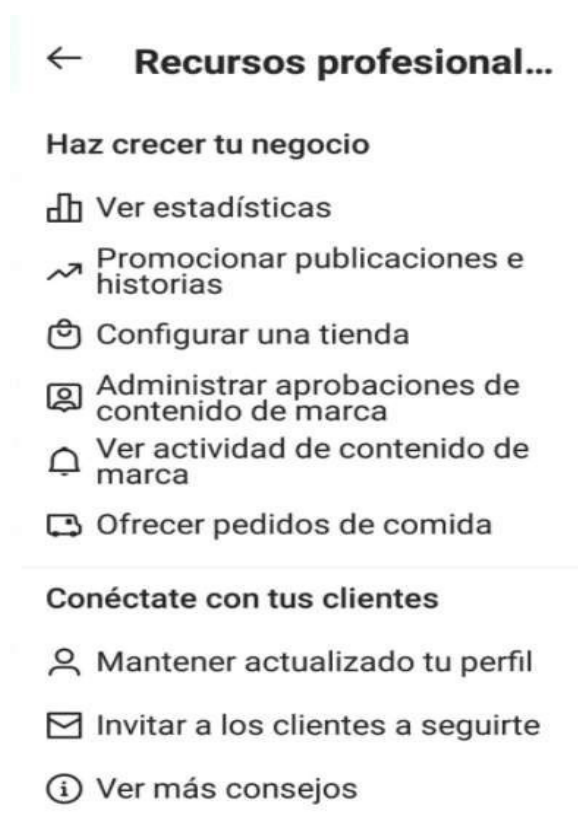 Recursos profesional...
Haz crecer tu negocio
Ver estadísticas
Promocionar publicaciones e
historias
Configurar una tienda
Administrar aprobaciones de
contenido de marca
Ver actividad de contenido de
marca
Ofrecer pedidos de comida
Conéctate con tus clientes
Mantener actualizado tu perfil
Invitar a los clientes a seguirte
Ver más consejos